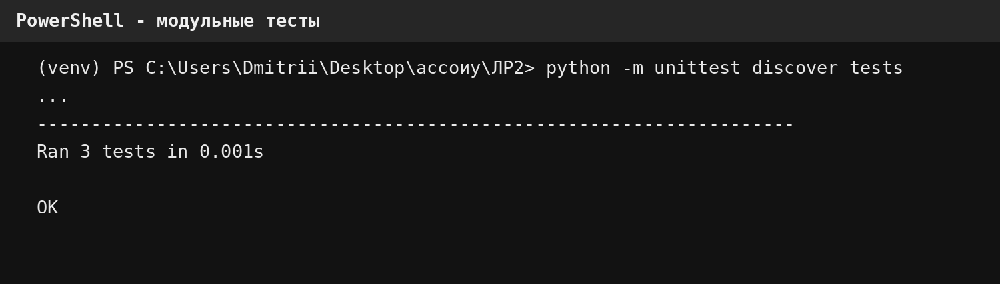 PowerShell - модульные тесты
(venv) PS C:\Users\Dmitrii\Desktop\ассоиу\ЛР2> python -m unittest discover tests
...
----------------------------------------------------------------------
Ran 3 tests in 0.001s
OK